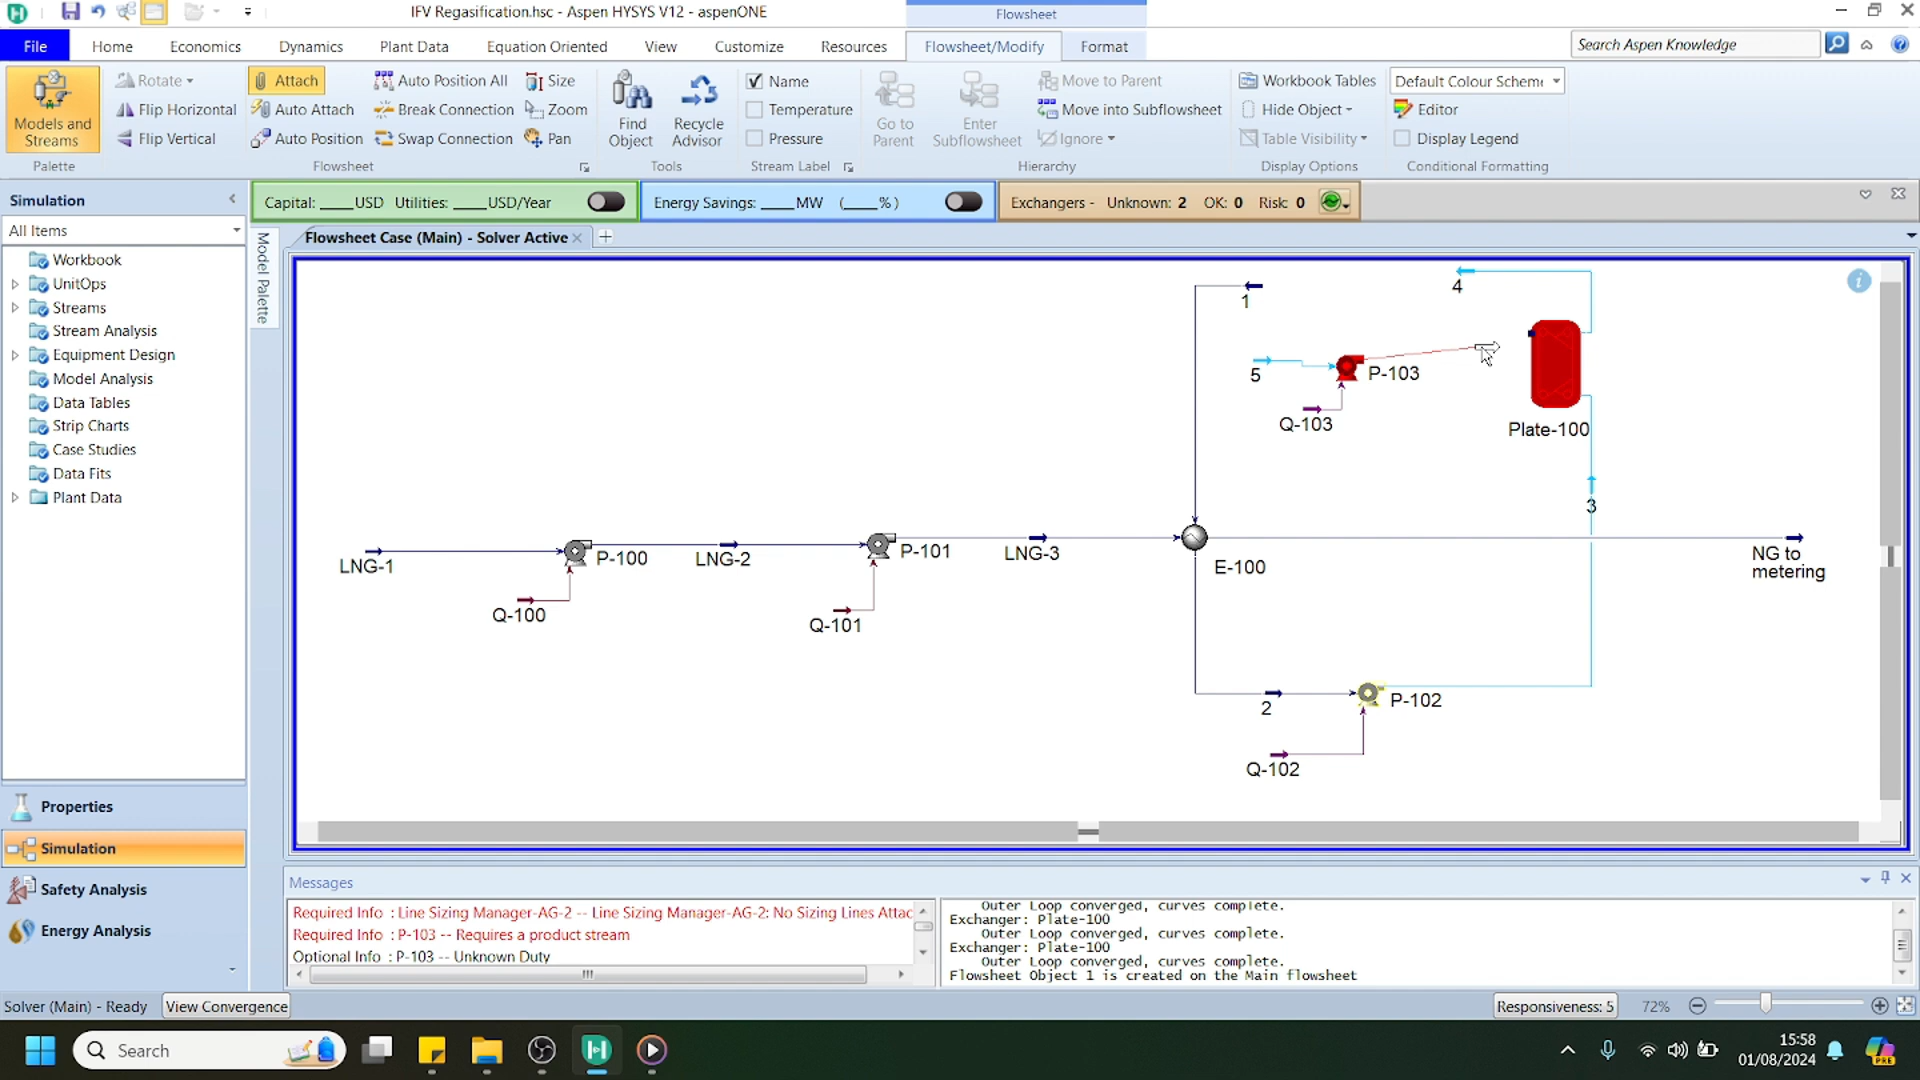 IFV Regasification.hsc - Aspen HYSYS V12 - aspenONE
Flowsheet
File
Home
Economics
Dynamics
Plant Data
Equation Oriented
View
Customize
Resources
Flowsheet/Modify
Format
Search Aspen Knowledge
Models and
Streams
Palette
Rotate
Flip Horizontal
Flip Vertical
Attach
Auto Attach
Auto Position
Auto Position All
Break Connection
Swap Connection
Size
Zoom
Pan
Flowsheet
Find
Object
Recycle
Advisor
Tools
Name
Temperature
Pressure
Stream Label
Go to
Parent
Enter
Subflowsheet
Move to Parent
Move into Subflowsheet
Ignore
Hierarchy
Workbook Tables
Hide Object
Table Visibility
Display Options
Default Colour Scheme
Editor
Display Legend
Conditional Formatting
Simulation
All Items
Workbook
UnitOps
Streams
Stream Analysis
Equipment Design
Model Analysis
Data Tables
Strip Charts
Case Studies
Data Fits
Plant Data
Properties
Simulation
Safety Analysis
Energy Analysis
Capital: ____USD Utilities: ____USD/Year
Energy Savings: ____MW (____%)
Exchangers - Unknown: 2 OK: 0 Risk: 0
Model Palette
Flowsheet Case (Main) - Solver Active
1
4
5
P-103
Q-103
Plate-100
3
LNG-1
P-100
LNG-2
P-101
LNG-3
E-100
NG to
metering
Q-100
Q-101
2
P-102
Q-102
Messages
Required Info : Line Sizing Manager-AG-2 -- Line Sizing Manager-AG-2: No Sizing Lines Attac
Required Info : P-103 -- Requires a product stream
Optional Info : P-103 -- Unknown Duty
Outer Loop converged, curves complete.
Exchanger: Plate-100
Outer Loop converged, curves complete.
Exchanger: Plate-100
Outer Loop converged, curves complete.
Flowsheet Object 1 is created on the Main flowsheet
Solver (Main) - Ready
View Convergence
Responsiveness: 5
72%
Search
15:58
01/08/2024
PRE